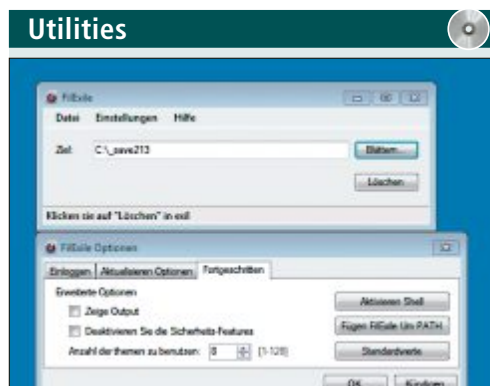 Utilities
FilExile
Datei Einstellungen Hilfe
Ziel: C:\_save213 Blättern...
Löschen
Klicken sie auf "Löschen" in exil
FilExile Optionen
Einloggen Aktualisieren Optionen Fortgeschritten
Erweiterte Optionen
Zeige Output
Deaktivieren Sie die Sicherheits-Features
Anzahl der themen zu benutzen: 8 [1-128]
Aktivieren Shell
Fügen FilExile Um PATH
Standardwerte
OK Kündigen